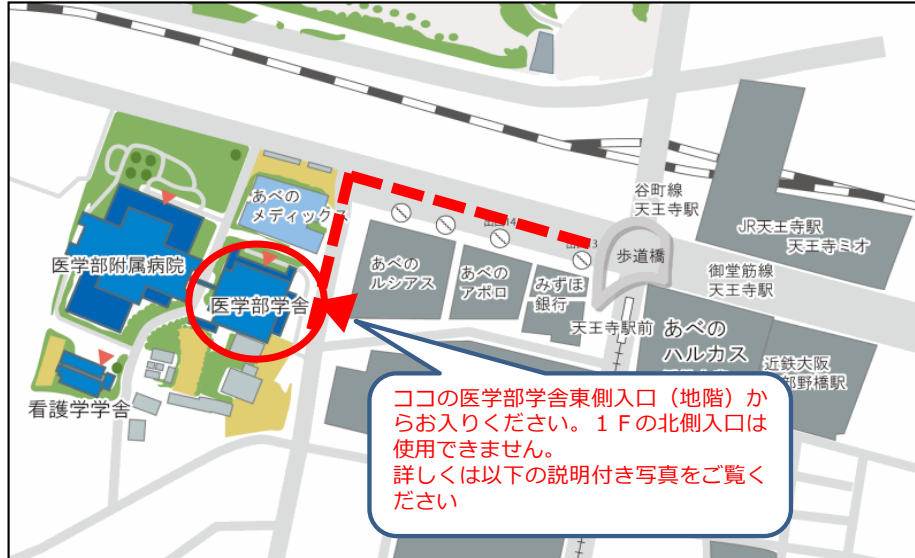 谷町線
天王寺駅
あべの
メディックス
JR天王寺駅
天王寺ミオ
歩道橋
医学部附属病院
あべの
ルシアス
あべの
アポロ
みずほ
銀行
御堂筋線
天王寺駅
医学部学舎
天王寺駅前
あべの
ハルカス
近鉄大阪
部野橋駅
看護学学舎
ココの医学部学舎東側入口（地階）か
らお入りください。１Ｆの北側入口は
使用できません。
詳しくは以下の説明付き写真をご覧く
ださい